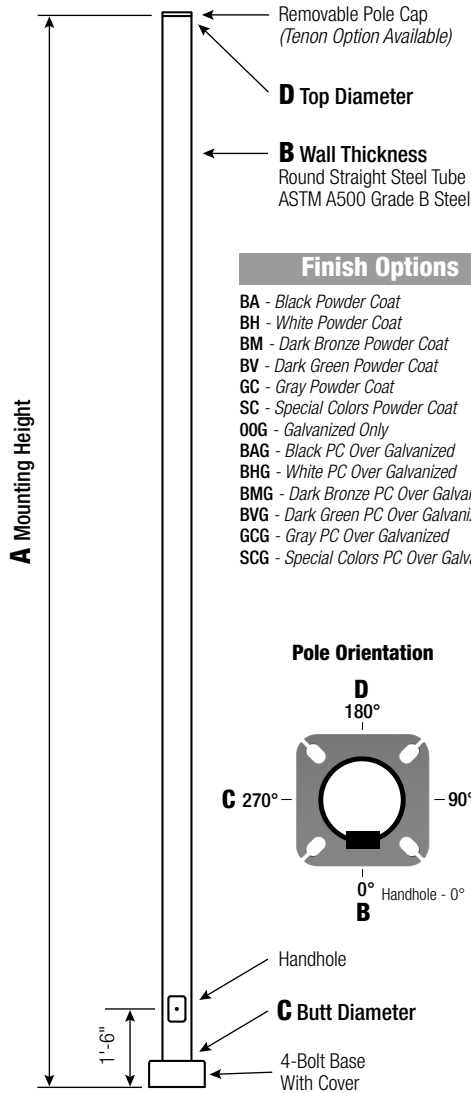 Removable Pole Cap
(Tenon Option Available)
D Top Diameter
B Wall Thickness
Round Straight Steel Tube
ASTM A500 Grade B Steel
Finish Options
BA - Black Powder Coat
BH - White Powder Coat
BM - Dark Bronze Powder Coat
BV - Dark Green Powder Coat
GC - Gray Powder Coat
SC - Special Colors Powder Coat
00G - Galvanized Only
BAG - Black PC Over Galvanized
BHG - White PC Over Galvanized
BMG - Dark Bronze PC Over Galva
BVG - Dark Green PC Over Galvaniz
GCG - Gray PC Over Galvanized
SCG - Special Colors PC Over Galva
A Mounting Height
Pole Orientation
D
180°
C 270°
90°
0° Handhole - 0°
B
Handhole
C Butt Diameter
1'-6"
4-Bolt Base
With Cover